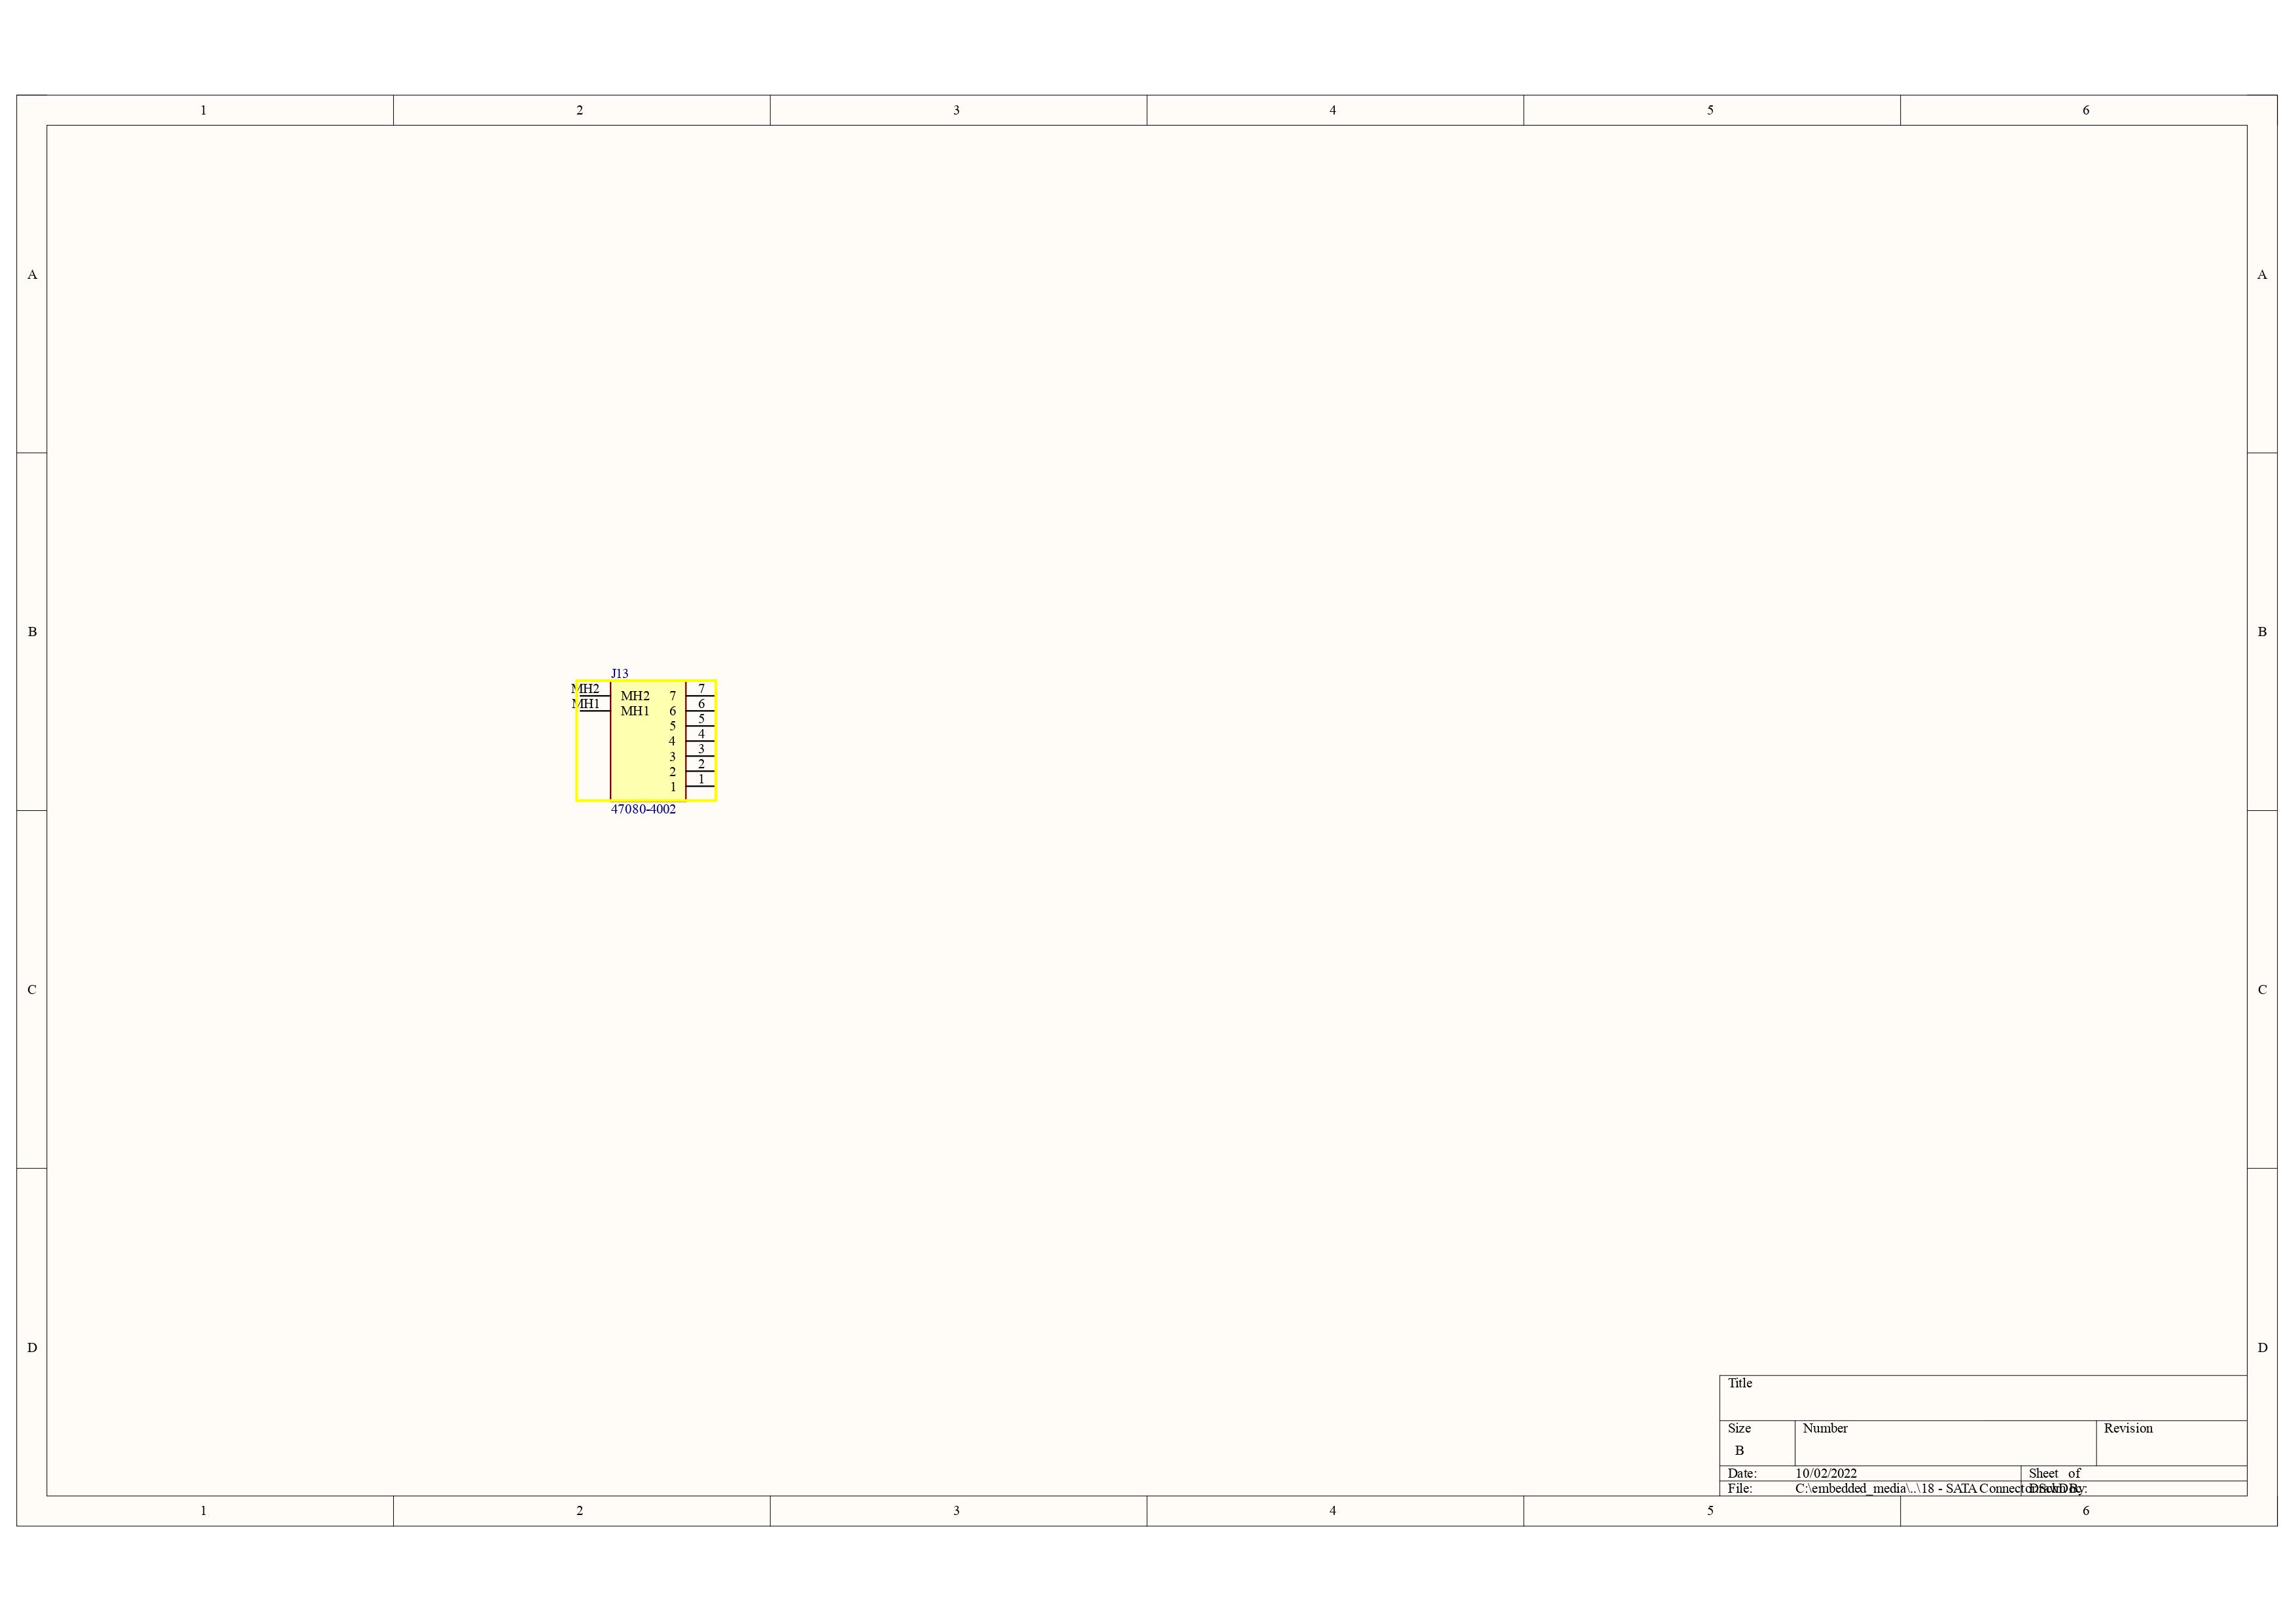 1 2 3 4 5 6
A A
B B
J13
MH2 7
MH2 7
MH1 6
MH1 6
5
5
4
4
3
3
2
2
1
1
47080-4002
C C
D D
Title
Size Number Revision
B
Date: 10/02/2022 Sheet of
File: C:\embedded_media\..\18 - SATA Connector.SchDoc Drawn By:
1 2 3 4 5 6